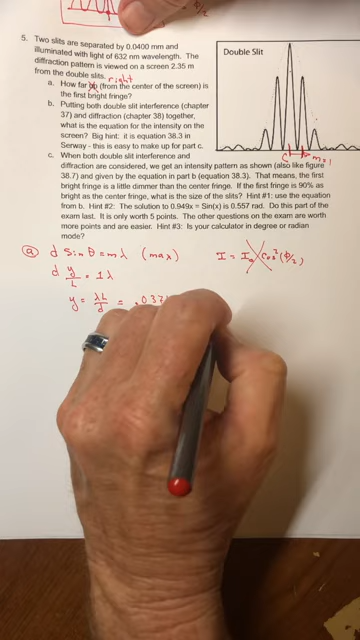 5. Two slits are separated by 0.0400 mm and
illuminated with light of 632 nm wavelength. The
diffraction pattern is viewed on a screen 2.35 m
from the double slits. right
a. How far up (from the center of the screen) is
the first bright fringe?
b. Putting both double slit interference (chapter
37) and diffraction (chapter 38) together,
what is the equation for the intensity on the
screen? Big hint: it is equation 38.3 in
Serway - this is easy to make up for part c.
c. When both double slit interference and
diffraction are considered, we get an intensity pattern as shown (also like figure
38.7) and given by the equation in part b (equation 38.3). That means, the first
bright fringe is a little dimmer than the center fringe. If the first fringe is 90% as
bright as the center fringe, what is the size of the slits? Hint #1: use the equation
from b. Hint #2: The solution to 0.949x = Sin(x) is 0.557 rad. Do this part of the
exam last. It is only worth 5 points. The other questions on the exam are worth
more points and are easier. Hint #3: Is your calculator in degree or radian
mode?
Double Slit
m=1
a d sin θ = mλ (max)
I = I₀ cos²(φ/2)
d y/L = 1λ
y = λL/d = .037